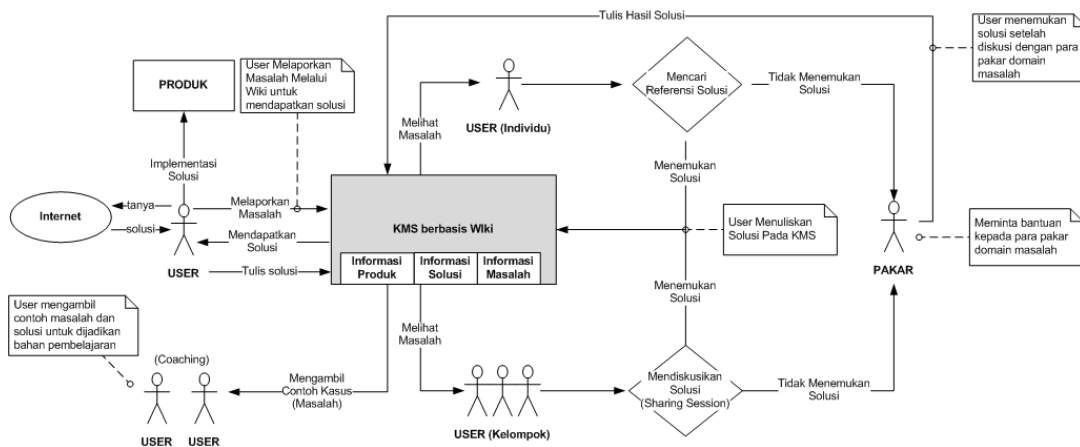 Tulis Hasil Solusi
User menemukan
solusi setelah
diskusi dengan para
pakar domain
masalah
User Melaporkan
Masalah Melalui
Wiki untuk
mendapatkan solusi
PRODUK
Mencari
Referensi Solusi
Tidak Menemukan
Solusi
USER (Individu)
Melihat
Masalah
Implementasi
Solusi
Menemukan
Solusi
Internet
tanya
solusi
Melaporkan
Masalah
Mendapatkan
Solusi
USER
Tulis solusi
KMS berbasis WIki
Informasi
Produk
Informasi
Solusi
Informasi
Masalah
User Menuliskan
Solusi Pada KMS
PAKAR
Meminta bantuan
kepada para pakar
domain masalah
Menemukan
Solusi
User mengambil
contoh masalah dan
solusi untuk dijadikan
bahan pembelajaran
Melihat
Masalah
(Coaching)
USER
USER
Mengambil
Contoh Kasus
(Masalah)
USER (Kelompok)
Mendiskusikan
Solusi
(Sharing Session)
Tidak Menemukan
Solusi